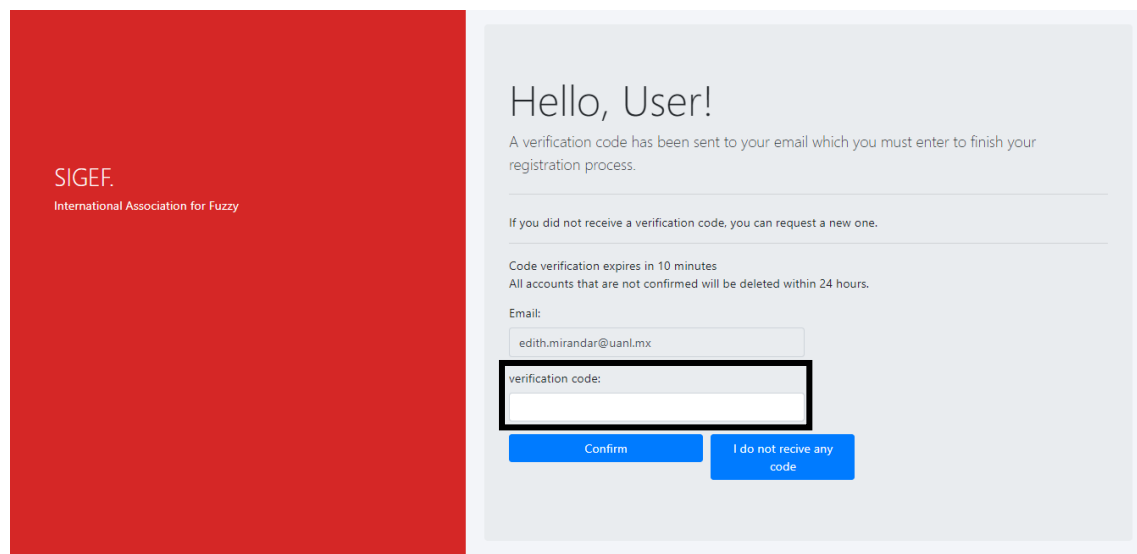 SIGEF.
International Association for Fuzzy
Hello, User!
A verification code has been sent to your email which you must enter to finish your
registration process.
If you did not receive a verification code, you can request a new one.
Code verification expires in 10 minutes
All accounts that are not confirmed will be deleted within 24 hours.
Email:
edith.mirandar@uanl.mx
verification code:
Confirm
I do not recive any
code